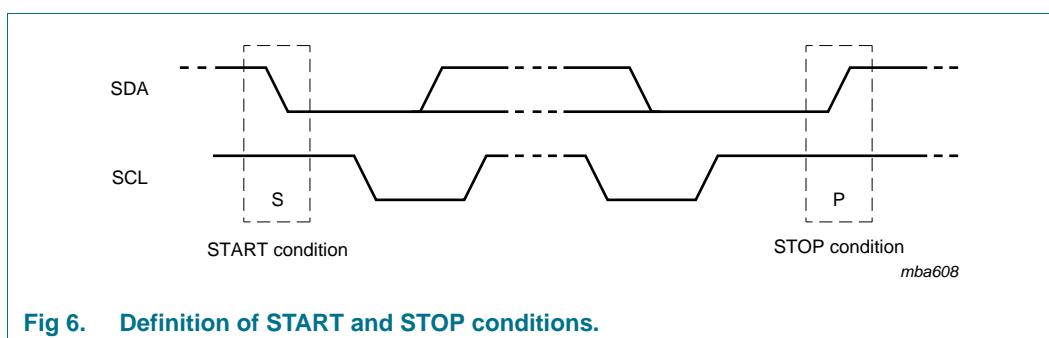 SDA
SCL
S
P
START condition
STOP condition
mba608
Fig 6. Definition of START and STOP conditions.